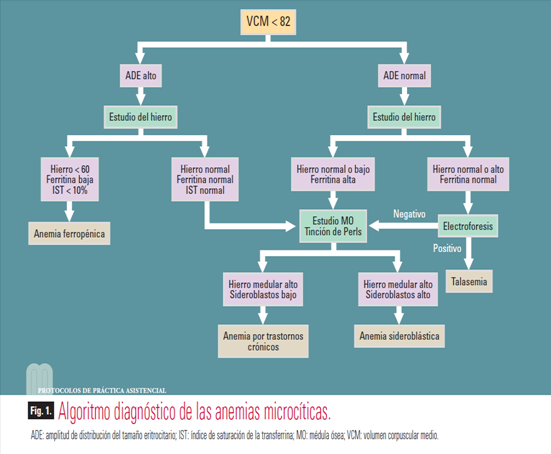 VCM < 82
ADE alto
ADE normal
Estudio del hierro
Estudio del hierro
Hierro < 60
Ferritina baja
IST < 10%
Hierro normal
Ferritina normal
IST normal
Hierro normal o bajo
Ferritina alta
Hierro normal o alto
Ferritina normal
Anemia ferropénica
Estudio MO
Tinción de Perls
Negativo
Electroforesis
Positivo
Hierro medular alto
Sideroblastos bajo
Hierro medular alto
Sideroblastos alto
Talasemia
Anemia por trastornos
crónicos
Anemia sideroblástica
PROTOCOLOS DE PRÁCTICA ASISTENCIAL
Fig. 1. Algoritmo diagnóstico de las anemias microcíticas.
ADE: amplitud de distribución del tamaño eritrocitario; IST: índice de saturación de la transferrina; MO: médula ósea; VCM: volumen corpuscular medio.